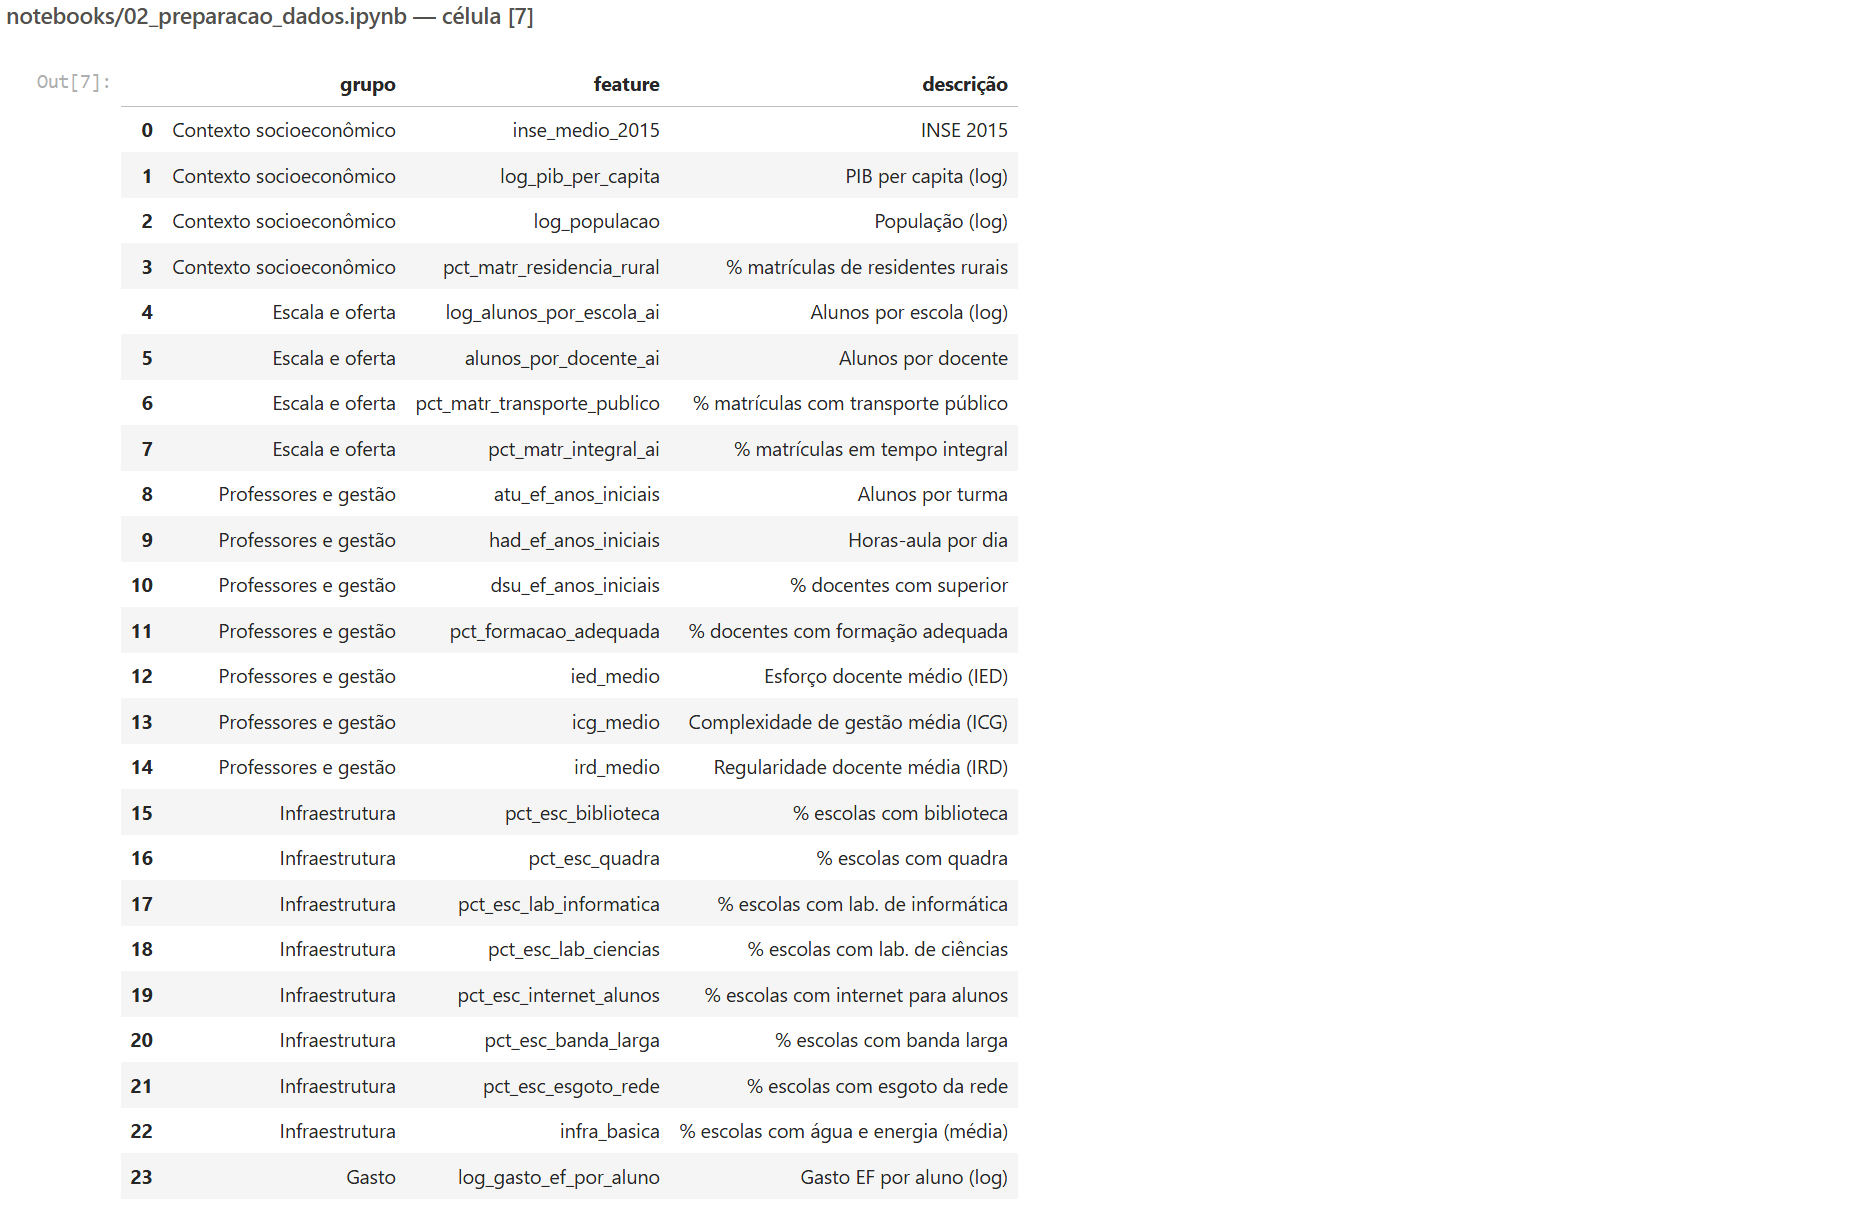 notebooks/02_preparacao_dados.ipynb — célula [7]
Out[7]:
grupo feature descrição
0 Contexto socioeconômico inse_medio_2015 INSE 2015
1 Contexto socioeconômico log_pib_per_capita PIB per capita (log)
2 Contexto socioeconômico log_populacao População (log)
3 Contexto socioeconômico pct_matr_residencia_rural % matrículas de residentes rurais
4 Escala e oferta log_alunos_por_escola_ai Alunos por escola (log)
5 Escala e oferta alunos_por_docente_ai Alunos por docente
6 Escala e oferta pct_matr_transporte_publico % matrículas com transporte público
7 Escala e oferta pct_matr_integral_ai % matrículas em tempo integral
8 Professores e gestão atu_ef_anos_iniciais Alunos por turma
9 Professores e gestão had_ef_anos_iniciais Horas-aula por dia
10 Professores e gestão dsu_ef_anos_iniciais % docentes com superior
11 Professores e gestão pct_formacao_adequada % docentes com formação adequada
12 Professores e gestão ied_medio Esforço docente médio (IED)
13 Professores e gestão icg_medio Complexidade de gestão média (ICG)
14 Professores e gestão ird_medio Regularidade docente média (IRD)
15 Infraestrutura pct_esc_biblioteca % escolas com biblioteca
16 Infraestrutura pct_esc_quadra % escolas com quadra
17 Infraestrutura pct_esc_lab_informatica % escolas com lab. de informática
18 Infraestrutura pct_esc_lab_ciencias % escolas com lab. de ciências
19 Infraestrutura pct_esc_internet_alunos % escolas com internet para alunos
20 Infraestrutura pct_esc_banda_larga % escolas com banda larga
21 Infraestrutura pct_esc_esgoto_rede % escolas com esgoto da rede
22 Infraestrutura infra_basica % escolas com água e energia (média)
23 Gasto log_gasto_ef_por_aluno Gasto EF por aluno (log)